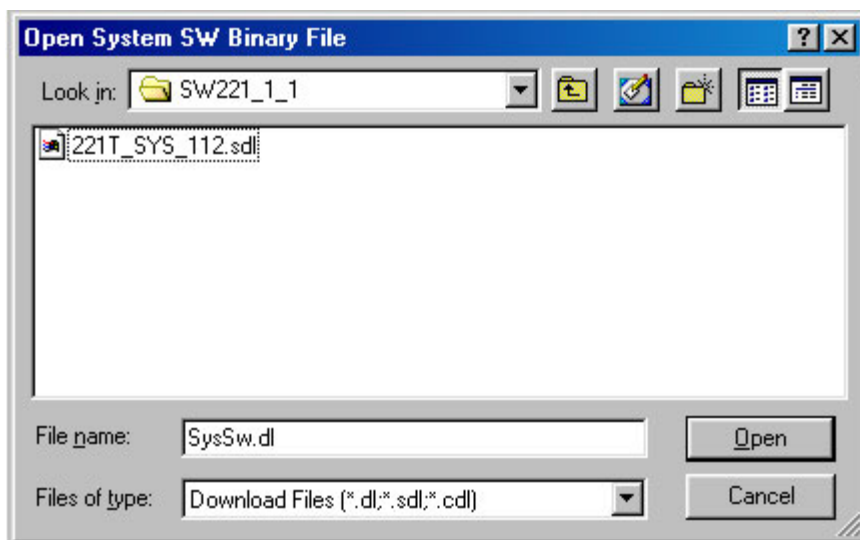 Open System SW Binary File
Look in: SW221_1_1
221T_SYS_112.sdl
File name: SysSw.dl Open
Files of type: Download Files (*.dl;*.sdl;*.cdl) Cancel